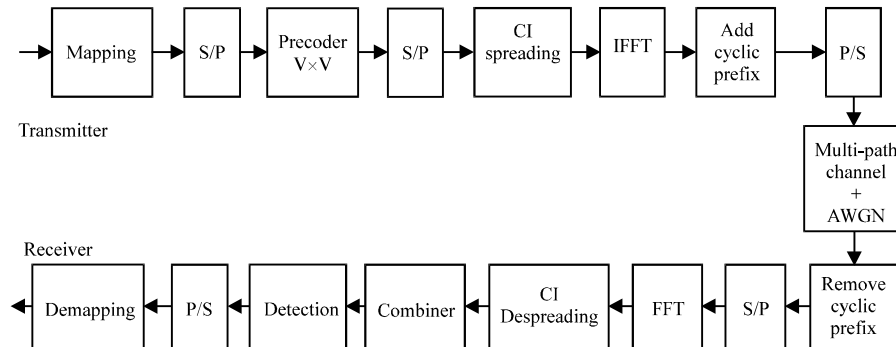 Mapping
S/P
Precoder
V×V
S/P
CI
spreading
IFFT
Add
cyclic
prefix
P/S
Transmitter
Multi-path
channel
+
AWGN
Receiver
Demapping
P/S
Detection
Combiner
CI
Despreading
FFT
S/P
Remove
cyclic
prefix